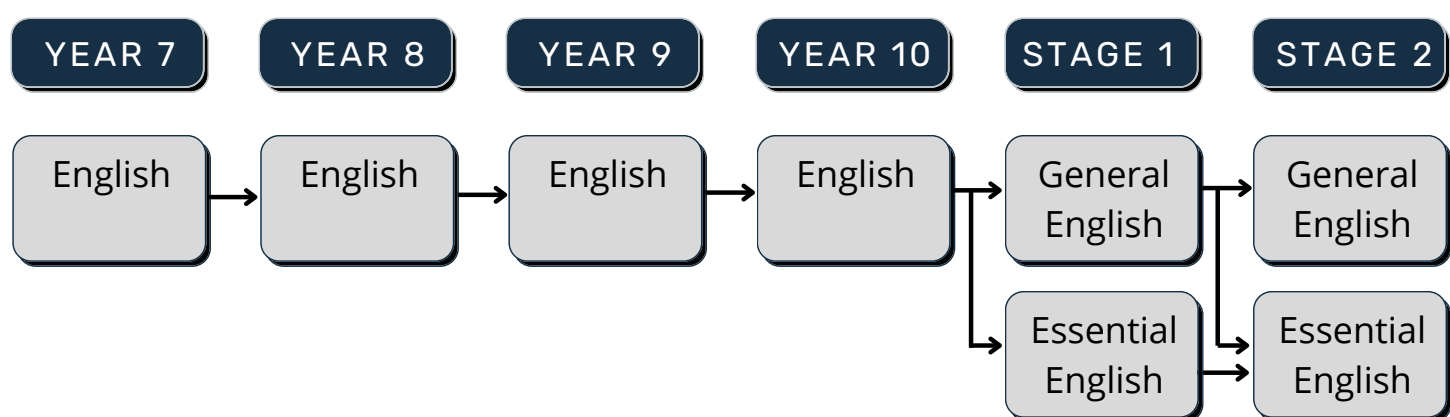 YEAR 7
YEAR 8
YEAR 9
YEAR 10
STAGE 1
STAGE 2
English
English
English
English
General
English
General
English
Essential
English
Essential
English